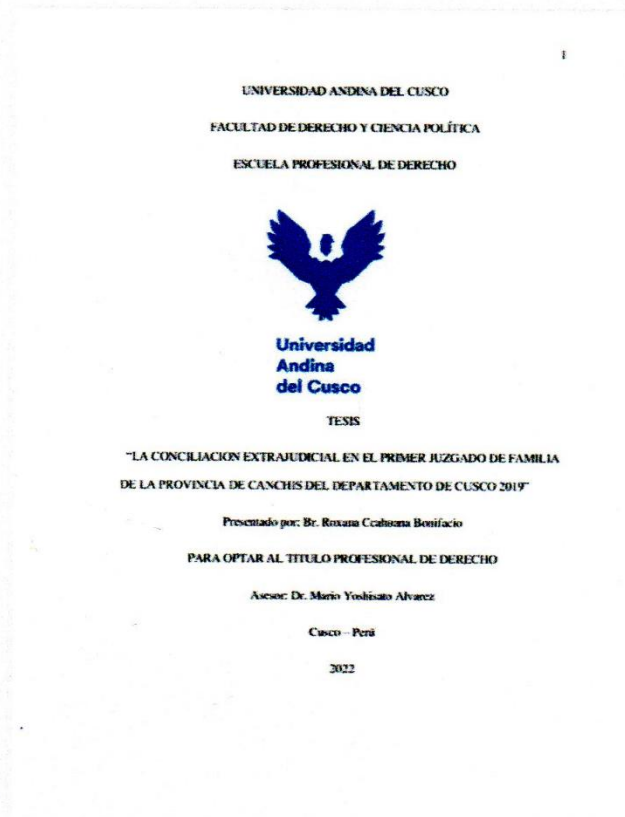 1
UNIVERSIDAD ANDINA DEL CUSCO
FACULTAD DE DERECHO Y CIENCIA POLÍTICA
ESCUELA PROFESIONAL DE DERECHO
Universidad
Andina
del Cusco
TESIS
"LA CONCILIACION EXTRAJUDICIAL EN EL PRIMER JUZGADO DE FAMILIA
DE LA PROVINCIA DE CANCHIS DEL DEPARTAMENTO DE CUSCO 2019"
Presentado por: Br. Roxana Ccahuana Bonifacio
PARA OPTAR AL TITULO PROFESIONAL DE DERECHO
Asesor: Dr. Mario Yoshisato Alvarez
Cusco – Perú
2022